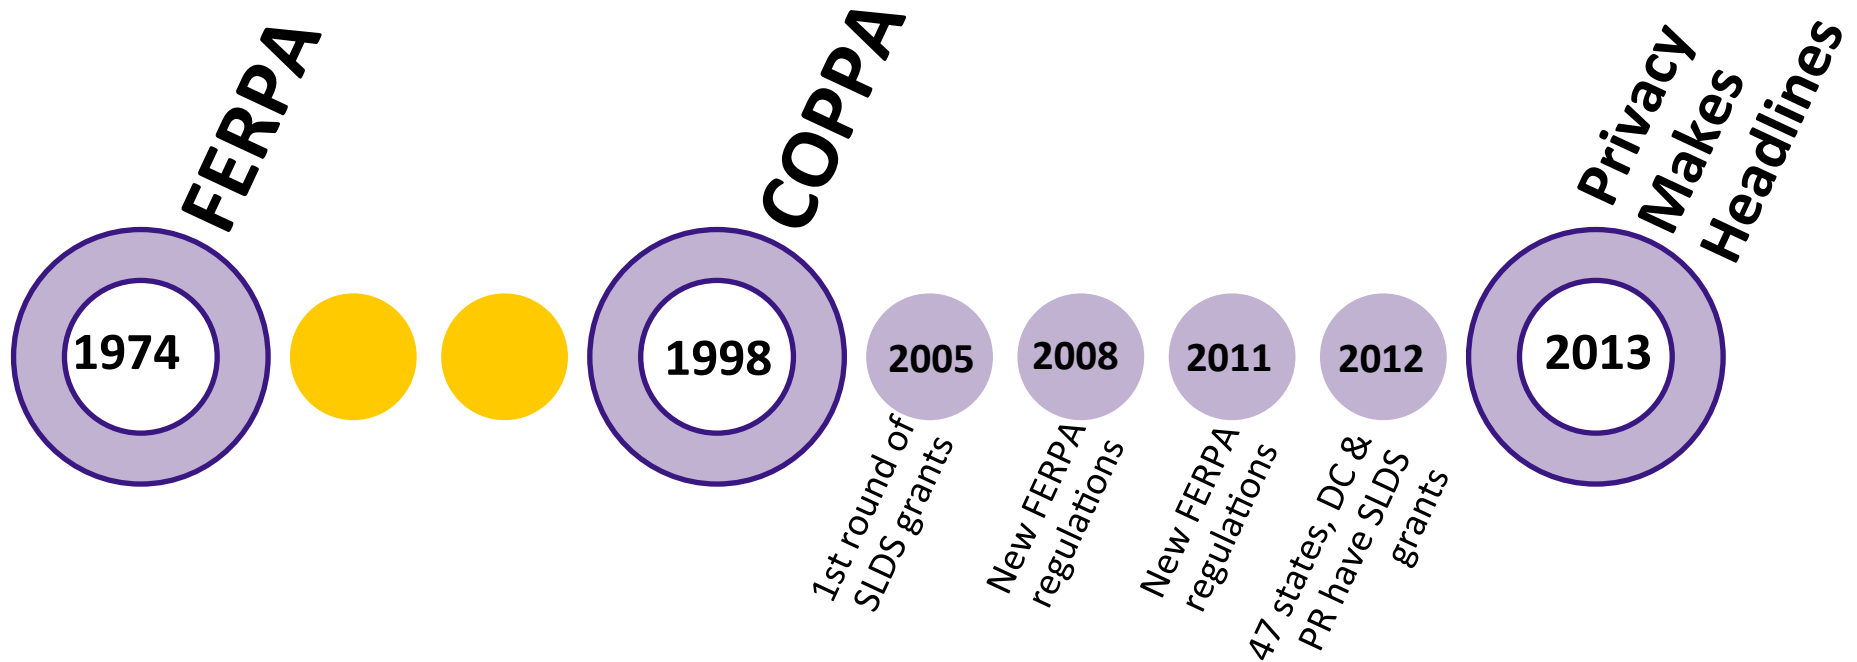 FERPA
COPPA
Privacy
Makes
Headlines
1974
1998
2005
2008
2011
2012
2013
1st round of
SLDS grants
New FERPA
regulations
New FERPA
regulations
47 states, DC &
PR have SLDS
grants